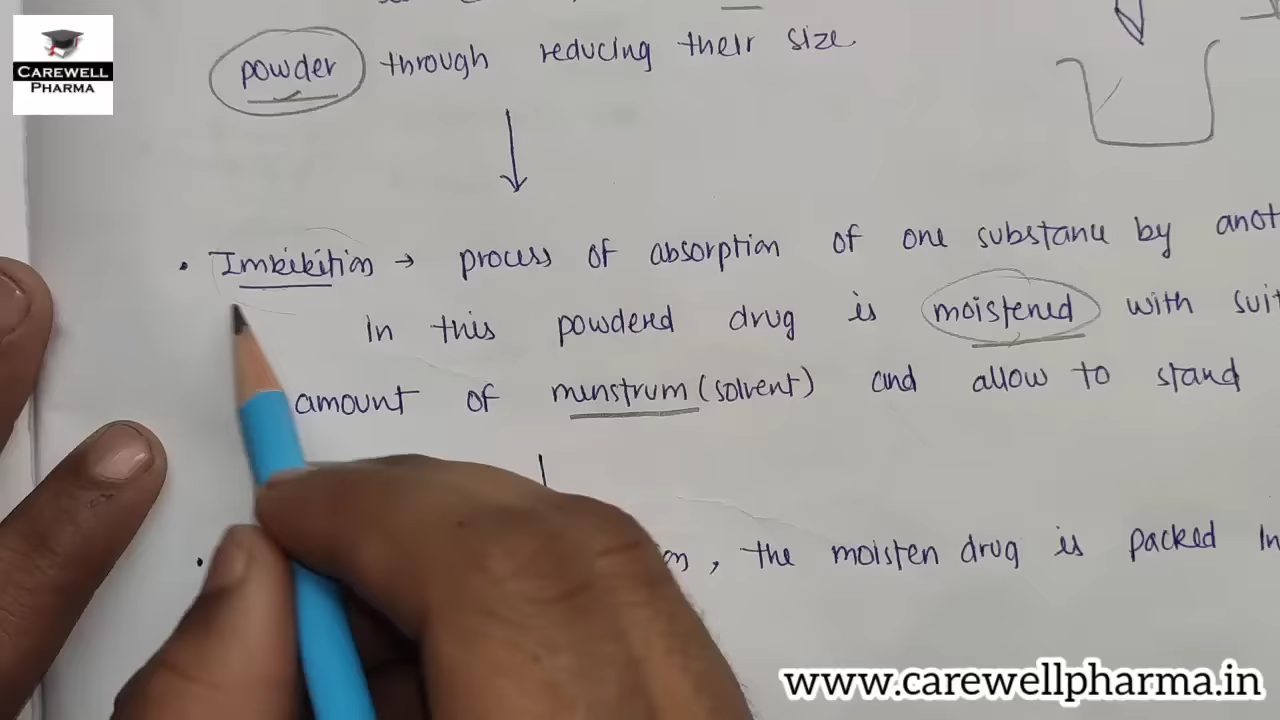 CAREWELL
PHARMA
powder through reducing their size
• Imbibition → process of absorption of one substance by
In this powdered drug is moistened with
amount of menstrum (solvent) and allow to stand
, the moisten drug is packed In
www.carewellpharma.in